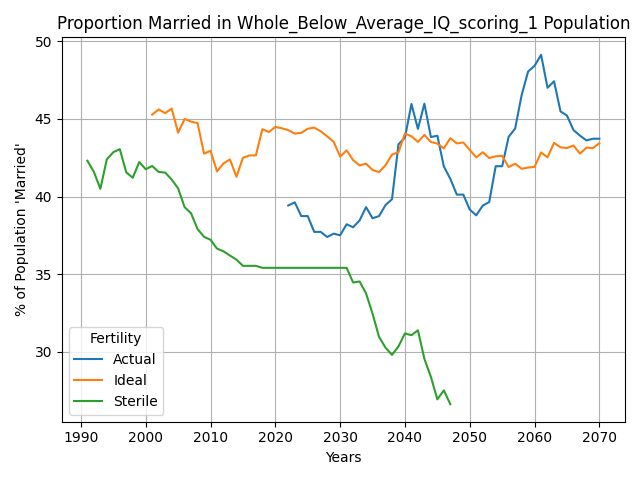 Proportion Married in Whole_Below_Average_IQ_scoring_1 Population
50
45
40
35
30
% of Population 'Married'
Fertility
Actual
Ideal
Sterile
1990 2000 2010 2020 2030 2040 2050 2060 2070
Years